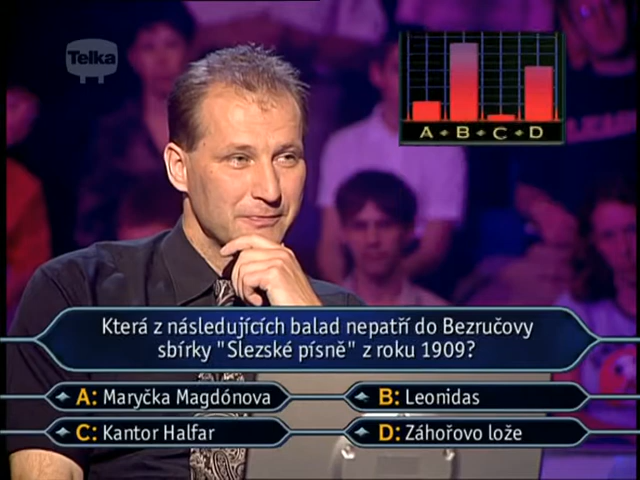 Telka
A B C D
Která z následujících balad nepatří do Bezručovy
sbírky "Slezské písně" z roku 1909?
A: Maryčka Magdónova
B: Leonidas
C: Kantor Halfar
D: Záhořovo lože